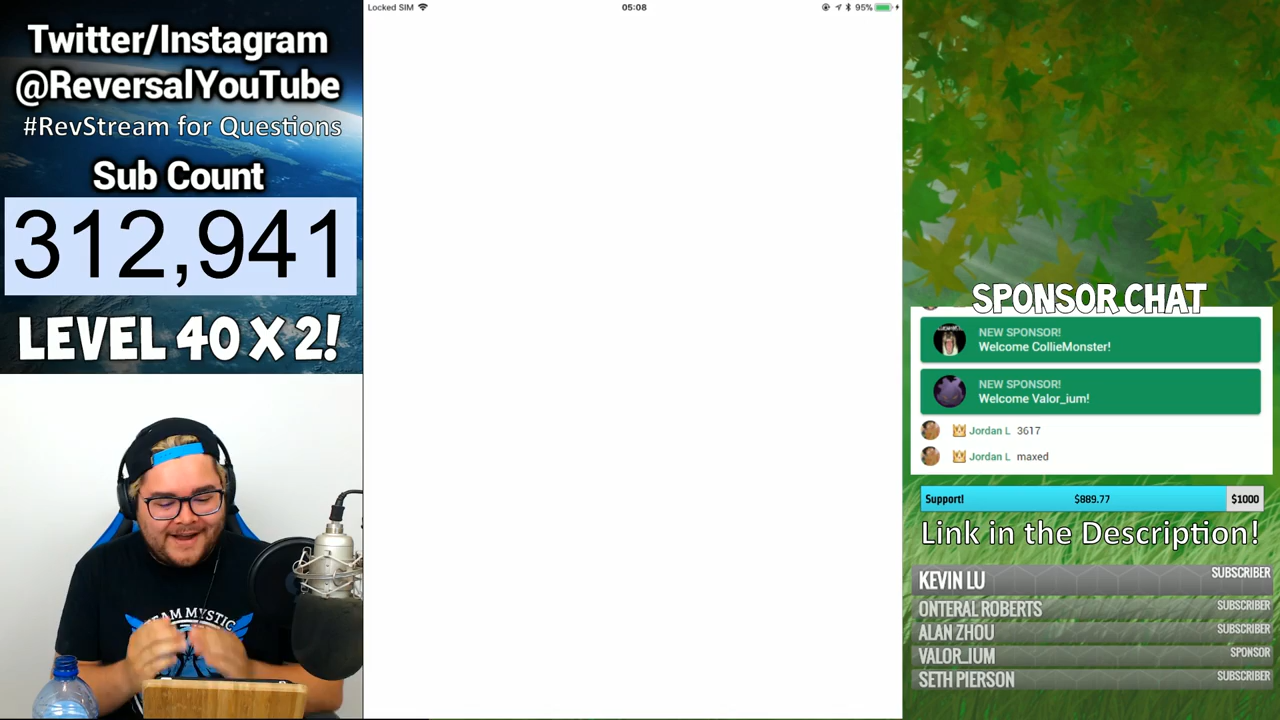 Twitter/Instagram
@ReversalYouTube
#RevStream for Questions
Sub Count
312,941
LEVEL 40 X 2!
TEAM MYSTIC
Locked SIM
05:08
95%
SPONSOR CHAT
NEW SPONSOR!
Welcome CollieMonster!
NEW SPONSOR!
Welcome Valor_ium!
Jordan L 3617
Jordan L maxed
Support! $889.77 $1000
Link in the Description!
KEVIN LU SUBSCRIBER
ONTERAL ROBERTS SUBSCRIBER
ALAN ZHOU SUBSCRIBER
VALOR_IUM SPONSOR
SETH PIERSON SUBSCRIBER